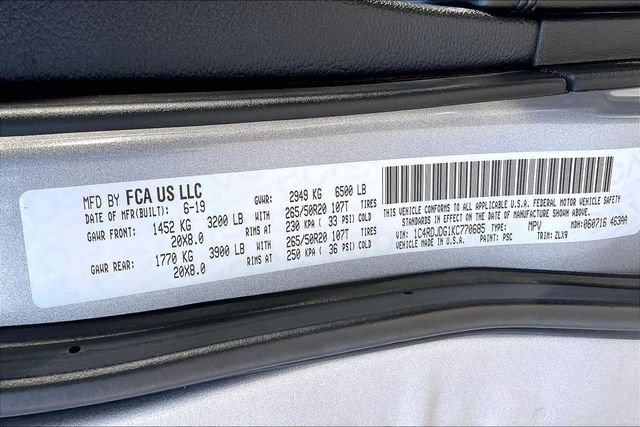 MFD BY FCA US LLC
DATE OF MFR(BUILT): 6-19 GVWR: 2949 KG 6500 LB
GAWR FRONT: 1452 KG 3200 LB WITH 265/50R20 107T TIRES
20X8.0 RIMS AT 230 KPA ( 33 PSI) COLD
GAWR REAR: 1770 KG 3900 LB WITH 265/50R20 107T TIRES
20X8.0 RIMS AT 250 KPA ( 36 PSI) COLD
THIS VEHICLE CONFORMS TO ALL APPLICABLE U.S.A. FEDERAL MOTOR VEHICLE SAFETY
STANDARDS IN EFFECT ON THE DATE OF MANUFACTURE SHOWN ABOVE.
VIN: 1C4RDJDG1KC770685 TYPE: MPV MDH:060716 463AA
MADE IN U.S.A. PAINT: PSC TRIM: ZLX9